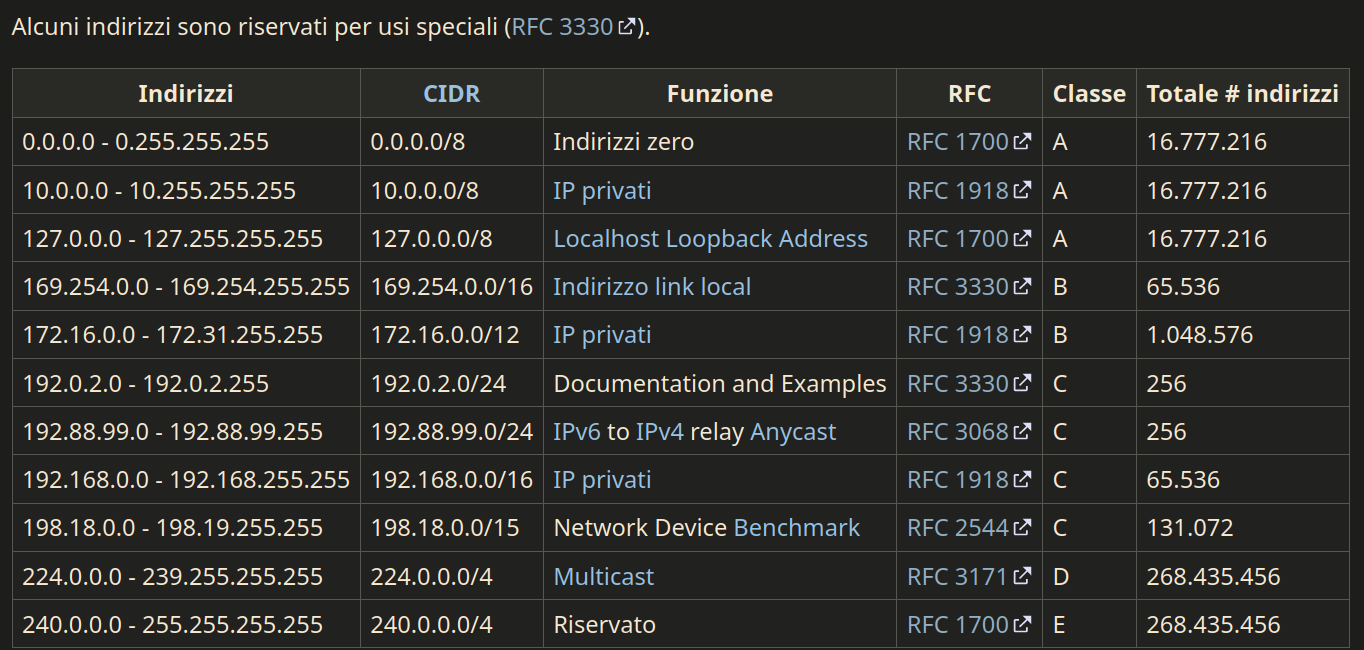 Alcuni indirizzi sono riservati per usi speciali (RFC 3330).
Indirizzi CIDR Funzione RFC Classe Totale # indirizzi
0.0.0.0 - 0.255.255.255 0.0.0.0/8 Indirizzi zero RFC 1700 A 16.777.216
10.0.0.0 - 10.255.255.255 10.0.0.0/8 IP privati RFC 1918 A 16.777.216
127.0.0.0 - 127.255.255.255 127.0.0.0/8 Localhost Loopback Address RFC 1700 A 16.777.216
169.254.0.0 - 169.254.255.255 169.254.0.0/16 Indirizzo link local RFC 3330 B 65.536
172.16.0.0 - 172.31.255.255 172.16.0.0/12 IP privati RFC 1918 B 1.048.576
192.0.2.0 - 192.0.2.255 192.0.2.0/24 Documentation and Examples RFC 3330 C 256
192.88.99.0 - 192.88.99.255 192.88.99.0/24 IPv6 to IPv4 relay Anycast RFC 3068 C 256
192.168.0.0 - 192.168.255.255 192.168.0.0/16 IP privati RFC 1918 C 65.536
198.18.0.0 - 198.19.255.255 198.18.0.0/15 Network Device Benchmark RFC 2544 C 131.072
224.0.0.0 - 239.255.255.255 224.0.0.0/4 Multicast RFC 3171 D 268.435.456
240.0.0.0 - 255.255.255.255 240.0.0.0/4 Riservato RFC 1700 E 268.435.456